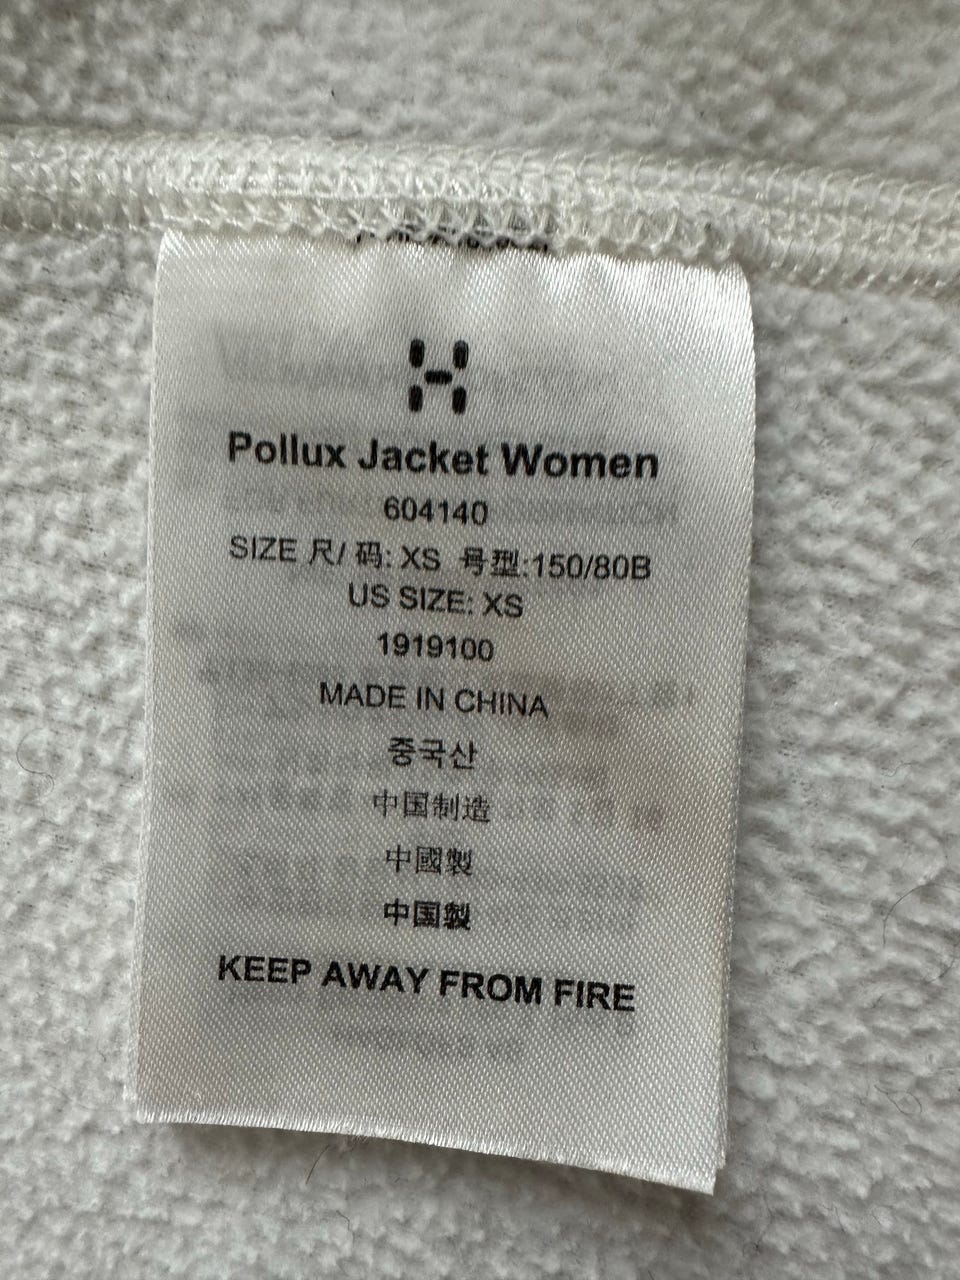 Pollux Jacket Women
604140
SIZE 尺/ 码: XS 号型:150/80B
US SIZE: XS
1919100
MADE IN CHINA
중국산
中国制造
中國製
中国製
KEEP AWAY FROM FIRE